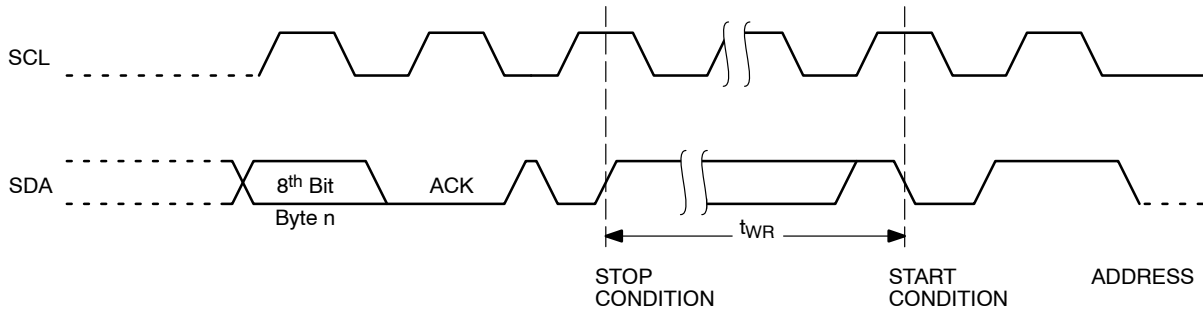 SCL
SDA
8th Bit
Byte n
ACK
tWR
STOP
CONDITION
START
CONDITION
ADDRESS